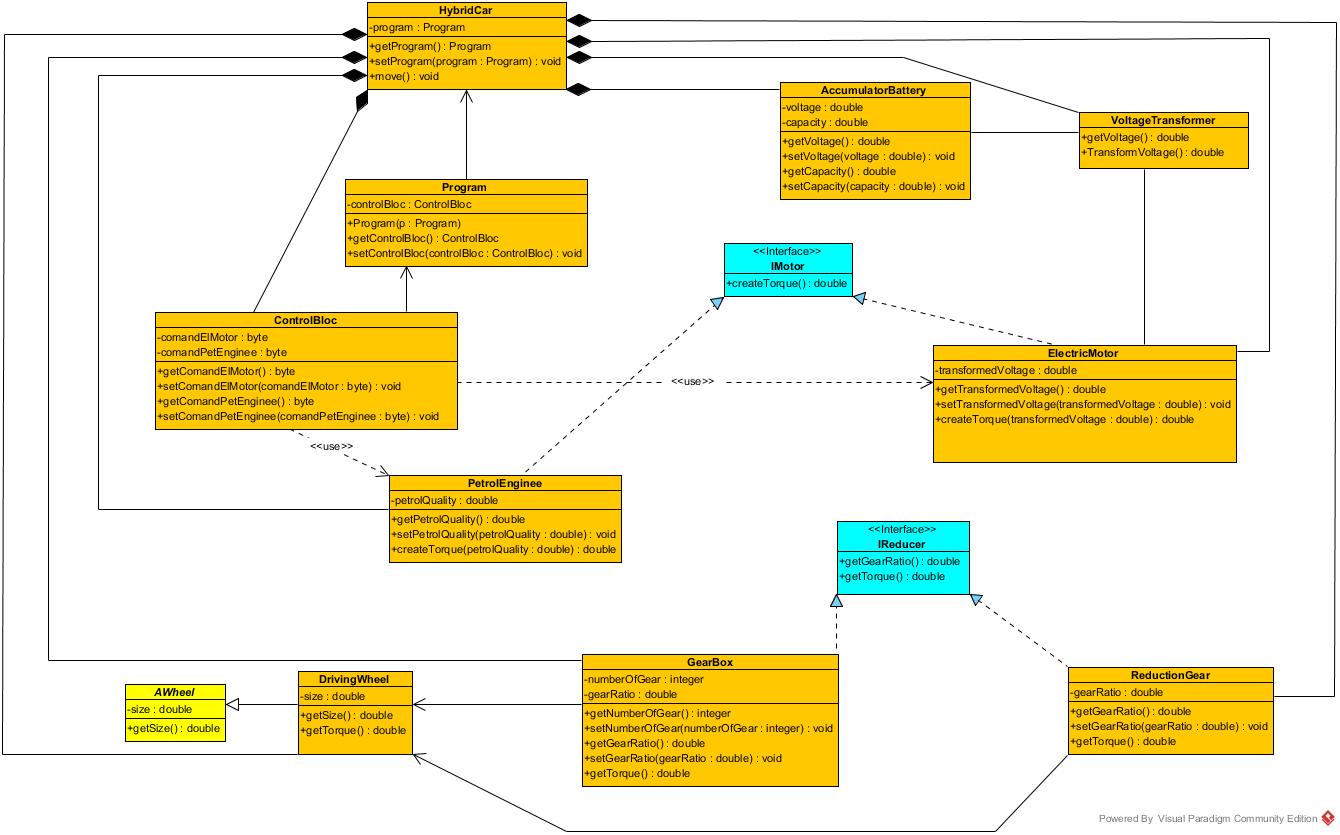 HybridCar
-program : Program
+getProgram() : Program
+setProgram(program : Program) : void
+move() : void
AccumulatorBattery
-voltage : double
-capacity : double
+getVoltage() : double
+setVoltage(voltage : double) : void
+getCapacity() : double
+setCapacity(capacity : double) : void
VoltageTransformer
+getVoltage() : double
+TransformVoltage() : double
Program
-controlBloc : ControlBloc
+Program(p : Program)
+getControlBloc() : ControlBloc
+setControlBloc(controlBloc : ControlBloc) : void
<<Interface>>
IMotor
+createTorque() : double
ControlBloc
-comandElMotor : byte
-comandPetEnginee : byte
+getComandElMotor() : byte
+setComandElMotor(comandElMotor : byte) : void
+getComandPetEnginee() : byte
+setComandPetEnginee(comandPetEnginee : byte) : void
<<use>>
ElectricMotor
-transformedVoltage : double
+getTransformedVoltage() : double
+setTransformedVoltage(transformedVoltage : double) : void
+createTorque(transformedVoltage : double) : double
<<use>>
PetrolEnginee
-petrolQuality : double
+getPetrolQuality() : double
+setPetrolQuality(petrolQuality : double) : void
+createTorque(petrolQuality : double) : double
<<Interface>>
IReducer
+getGearRatio() : double
+getTorque() : double
AWheel
-size : double
+getSize() : double
DrivingWheel
-size : double
+getSize() : double
+getTorque() : double
GearBox
-numberOfGear : integer
-gearRatio : double
+getNumberOfGear() : integer
+setNumberOfGear(numberOfGear : integer) : void
+getGearRatio() : double
+setGearRatio(gearRatio : double) : void
+getTorque() : double
ReductionGear
-gearRatio : double
+getGearRatio() : double
+setGearRatio(gearRatio : double) : void
+getTorque() : double
Powered By Visual Paradigm Community Edition